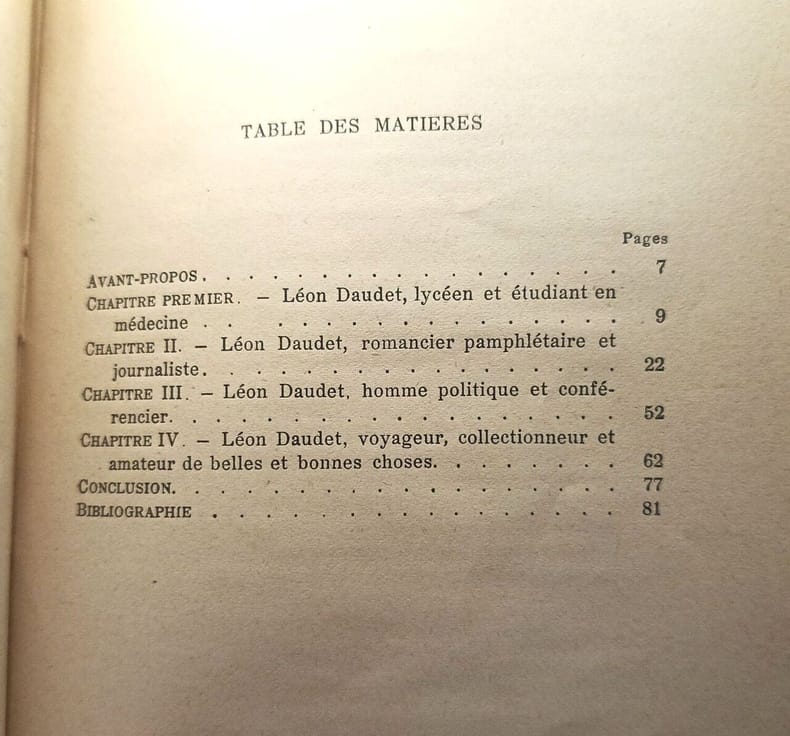 TABLE DES MATIERES
Pages
AVANT-PROPOS. . . . . . . . . . . . . . . . 7
CHAPITRE PREMIER. — Léon Daudet, lycéen et étudiant en
médecine . . . . . . . . . . . . . . . 9
CHAPITRE II. — Léon Daudet, romancier pamphlétaire et
journaliste. . . . . . . . . . . . . . . . 22
CHAPITRE III. — Léon Daudet, homme politique et confé-
rencier. . . . . . . . . . . . . . . . . 52
CHAPITRE IV. — Léon Daudet, voyageur, collectionneur et
amateur de belles et bonnes choses. . . . . . . 62
CONCLUSION. . . . . . . . . . . . . . . . . 77
BIBLIOGRAPHIE . . . . . . . . . . . . . . . 81